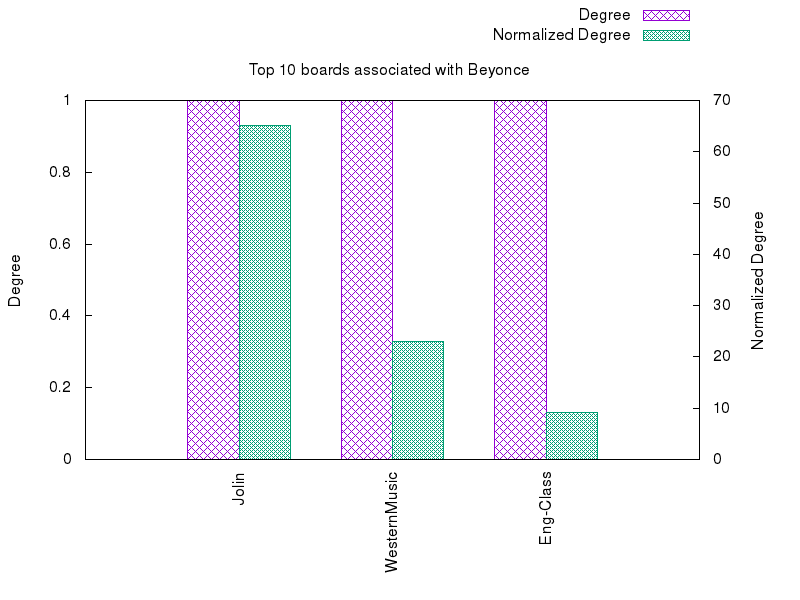 Degree
Normalized Degree
Top 10 boards associated with Beyonce
1
0.8
0.6
0.4
0.2
0
Degree
70
60
50
40
30
20
10
0
Normalized Degree
Jolin
WesternMusic
Eng-Class